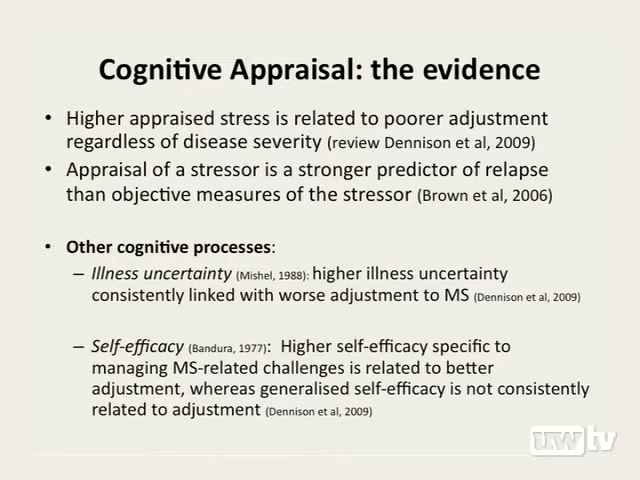 Cognitive Appraisal: the evidence
• Higher appraised stress is related to poorer adjustment
regardless of disease severity (review Dennison et al, 2009)
• Appraisal of a stressor is a stronger predictor of relapse
than objective measures of the stressor (Brown et al, 2006)
• Other cognitive processes:
– Illness uncertainty (Mishel, 1988): higher illness uncertainty
consistently linked with worse adjustment to MS (Dennison et al, 2009)
– Self-efficacy (Bandura, 1977): Higher self-efficacy specific to
managing MS-related challenges is related to better
adjustment, whereas generalised self-efficacy is not consistently
related to adjustment (Dennison et al, 2009)
uwtv